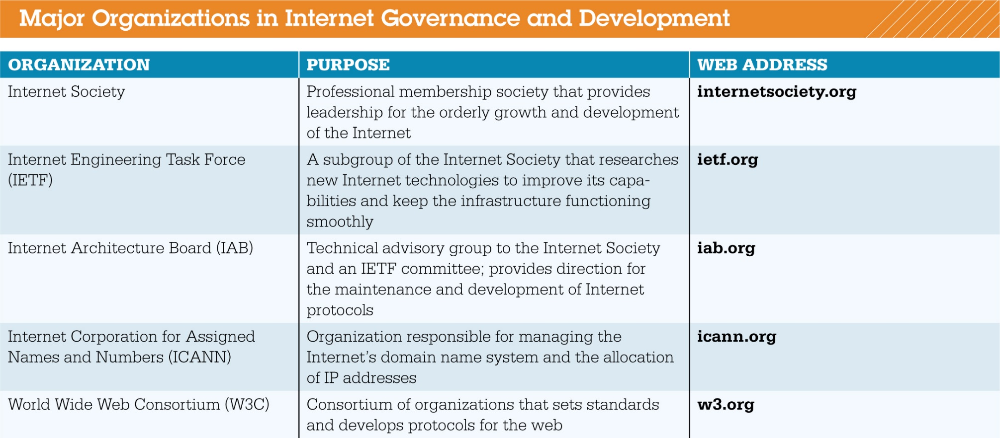 Major Organizations in Internet Governance and Development
ORGANIZATION PURPOSE WEB ADDRESS
Internet Society
Professional membership society that provides
leadership for the orderly growth and development
of the Internet
internetsociety.org
Internet Engineering Task Force
(IETF)
A subgroup of the Internet Society that researches
new Internet technologies to improve its capa-
bilities and keep the infrastructure functioning
smoothly
ietf.org
Internet Architecture Board (IAB)
Technical advisory group to the Internet Society
and an IETF committee; provides direction for
the maintenance and development of Internet
protocols
iab.org
Internet Corporation for Assigned
Names and Numbers (ICANN)
Organization responsible for managing the
Internet’s domain name system and the allocation
of IP addresses
icann.org
World Wide Web Consortium (W3C)
Consortium of organizations that sets standards
and develops protocols for the web
w3.org